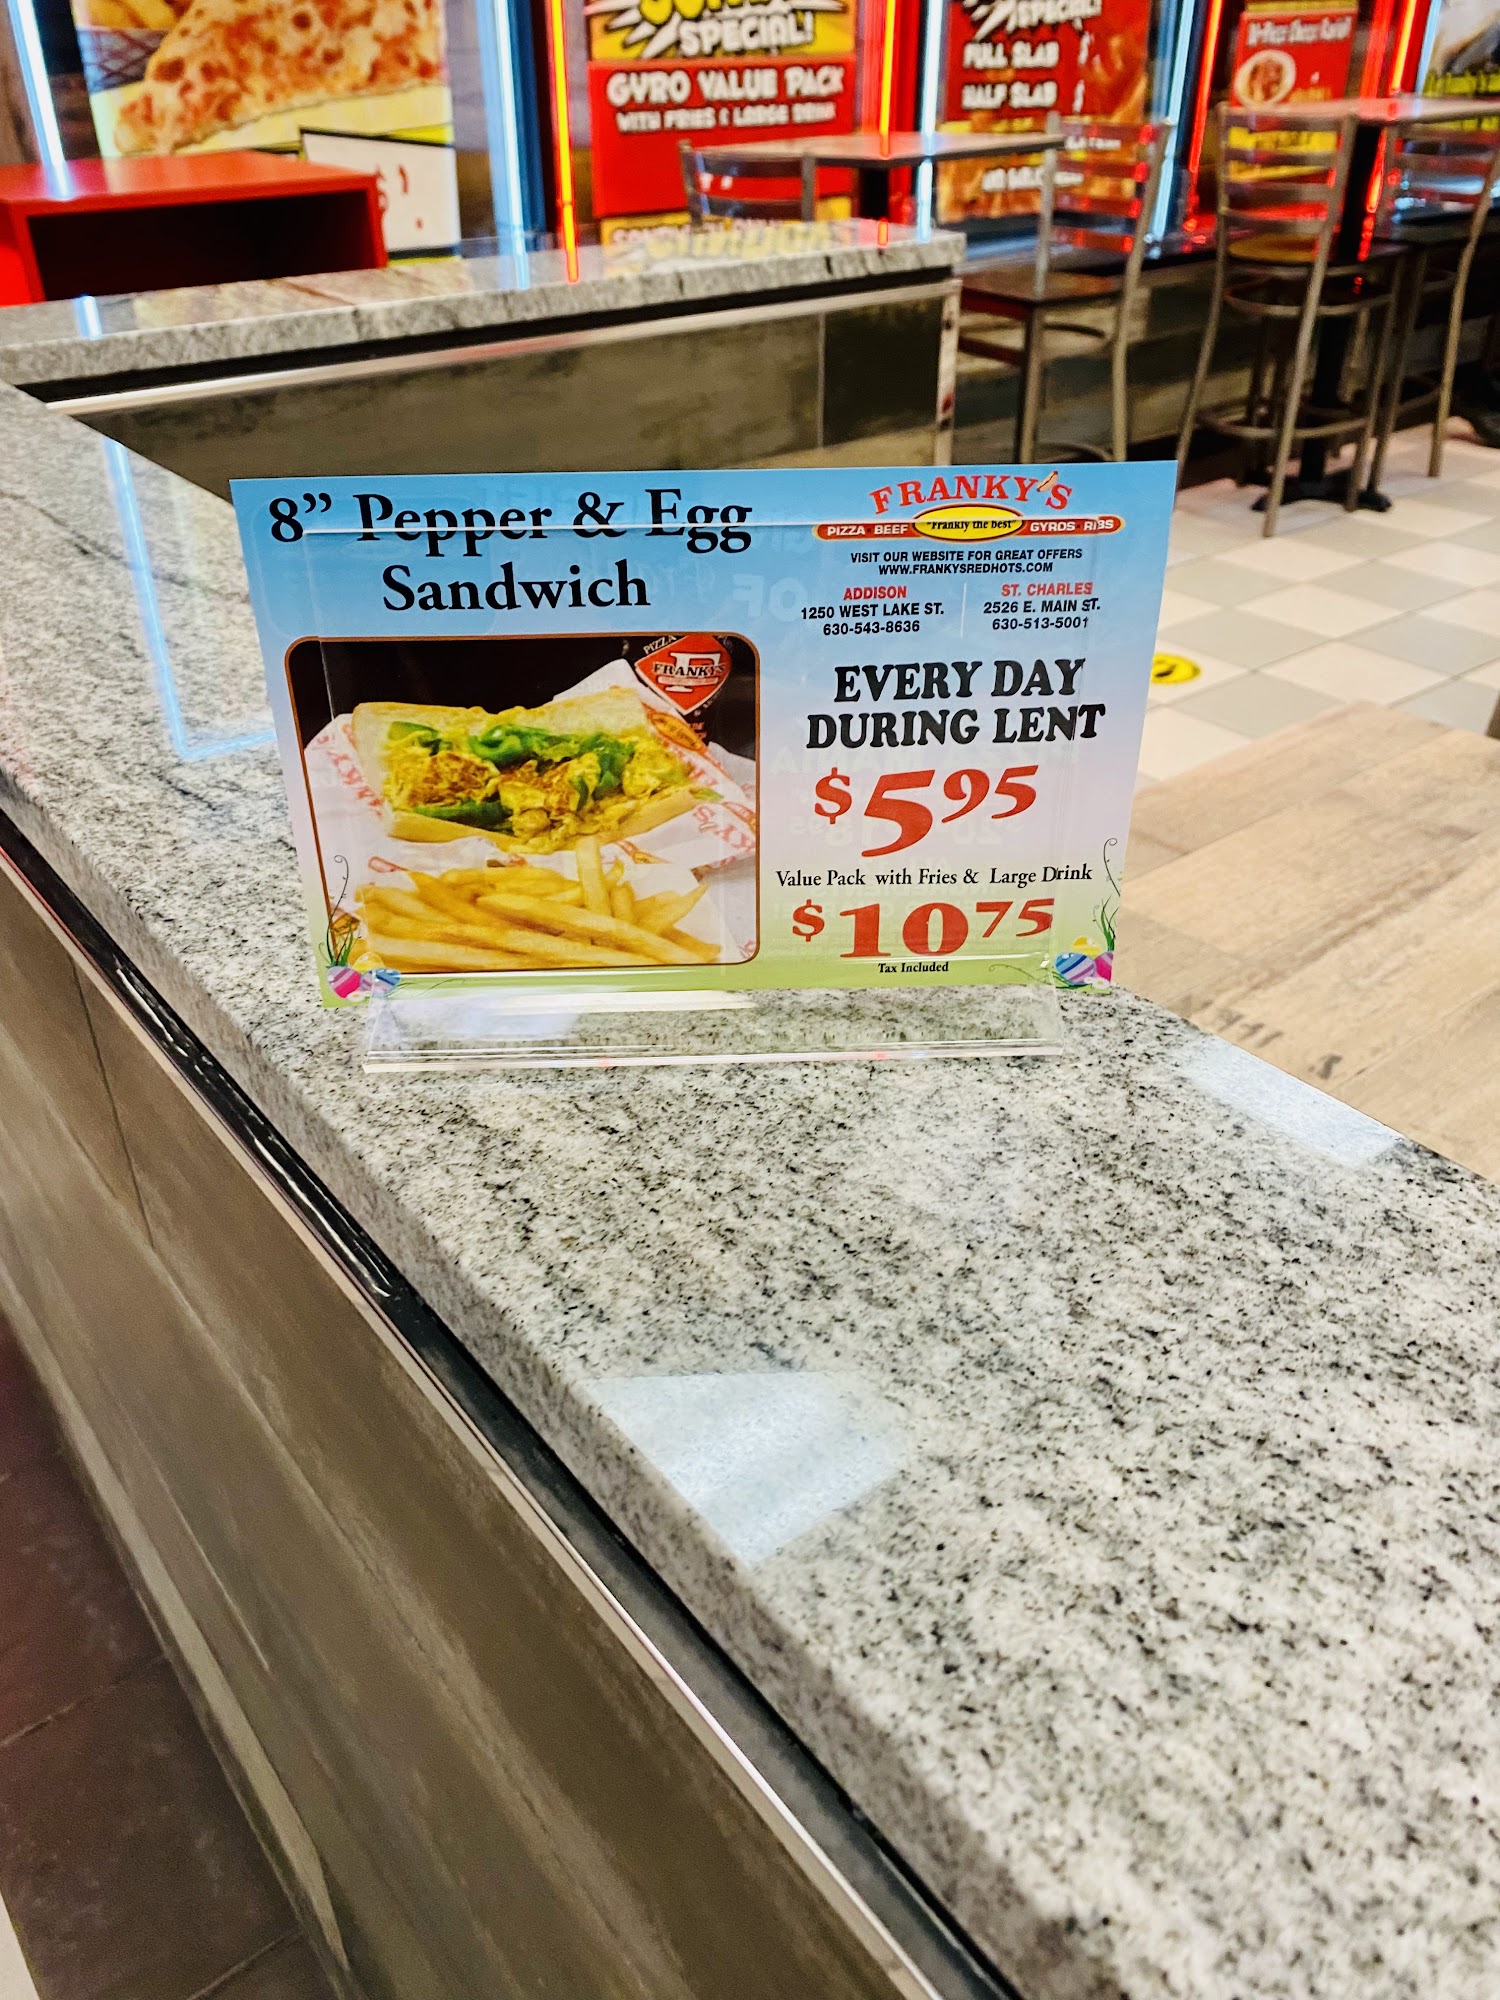 SPECIAL!
GYRO VALUE PACK
WITH FRIES & LARGE DRINK
SPECIAL!
FULL SLAB
HALF SLAB
8” Pepper & Egg
Sandwich
PIZZA
FRANKY'S
F
FRANKY'S
PIZZA BEEF "Frankly the best" GYROS RIBS
VISIT OUR WEBSITE FOR GREAT OFFERS
WWW.FRANKYSREDHOTS.COM
ADDISON
1250 WEST LAKE ST.
630-543-8636
ST. CHARLES
2526 E. MAIN ST.
630-513-5001
EVERY DAY
DURING LENT
$5 95
Value Pack with Fries & Large Drink
$10 75
Tax Included